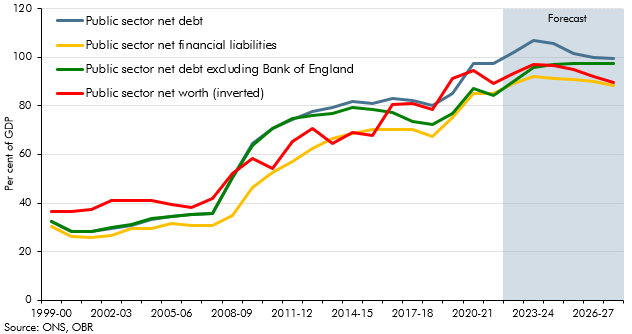 Forecast
Public sector net debt
Public sector net financial liabilities
Public sector net debt excluding Bank of England
Public sector net worth (inverted)
Per cent of GDP
120
100
80
60
40
20
0
1999-00 2002-03 2005-06 2008-09 2011-12 2014-15 2017-18 2020-21 2023-24 2026-27
Source: ONS, OBR